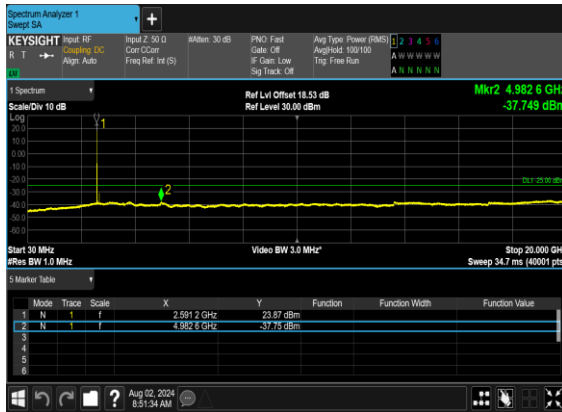 Spectrum Analyzer 1
Swept SA
+
KEYSIGHT
R T
Input: RF
Coupling: DC
Align: Auto
Input Z: 50 Ω
Corr CCorr
Freq Ref: Int (S)
#Atten: 30 dB
PNO: Fast
Gate: Off
IF Gain: Low
Sig Track: Off
Avg Type: Power (RMS)
Avg|Hold: 100/100
Trig: Free Run
1 2 3 4 5 6
A W W W W W
A N N N N N
1 Spectrum
Scale/Div 10 dB
Ref Lvl Offset 18.53 dB
Ref Level 30.00 dBm
Mkr2 4.982 6 GHz
-37.749 dBm
Log
20.0
10.0
0.00
-10.0
-20.0
-30.0
-40.0
-50.0
-60.0
1
2
DL1 -25.00 dBm
Start 30 MHz
#Res BW 1.0 MHz
Video BW 3.0 MHz*
Stop 20.000 GHz
Sweep 34.7 ms (40001 pts)
5 Marker Table
Mode Trace Scale X Y Function Function Width Function Value
1 N 1 f 2.591 2 GHz 23.87 dBm
2 N 1 f 4.982 6 GHz -37.75 dBm
3
4
5
6
?
Aug 02, 2024
8:51:34 AM